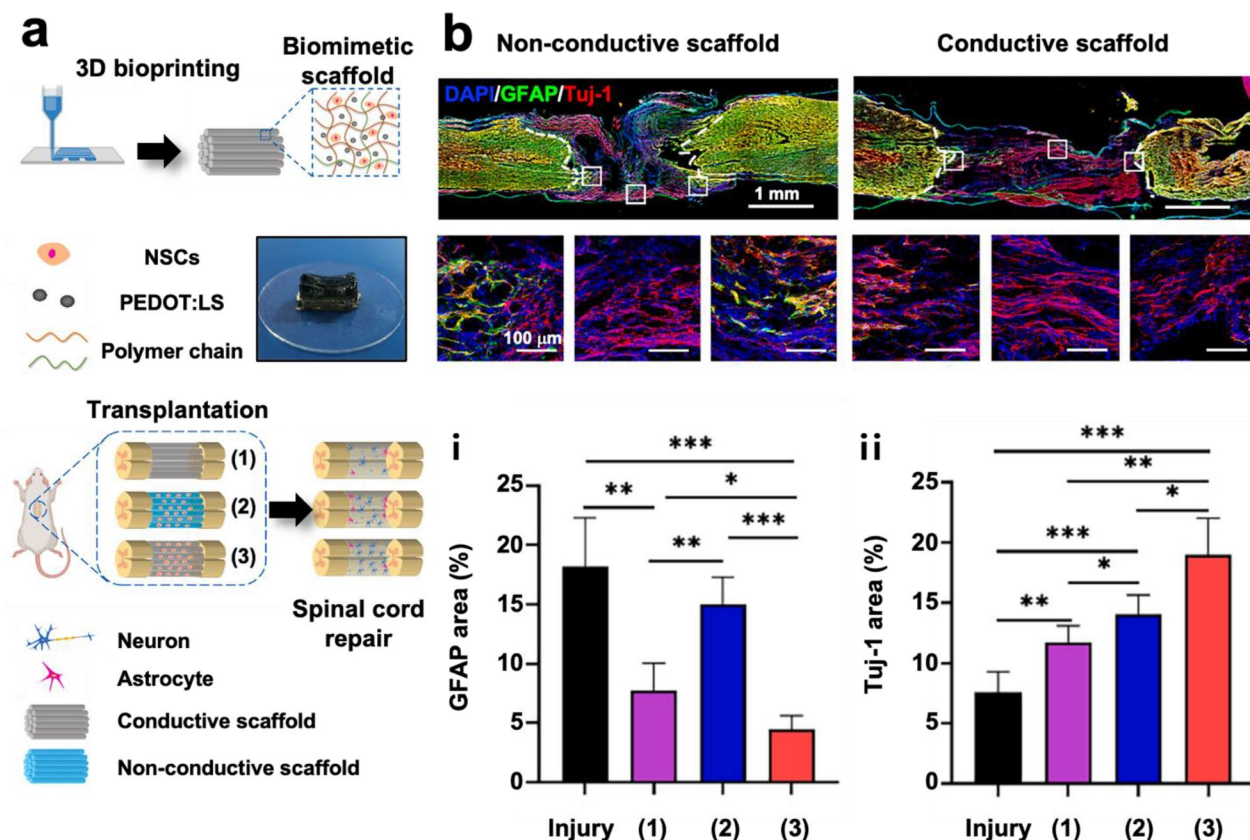 a
3D bioprinting
Biomimetic
scaffold
NSCs
PEDOT:LS
Polymer chain
Transplantation
(1)
(2)
(3)
Spinal cord
repair
Neuron
Astrocyte
Conductive scaffold
Non-conductive scaffold
b
Non-conductive scaffold
Conductive scaffold
DAPI/GFAP/Tuj-1
1 mm
100 μm
i
GFAP area (%)
25
20
15
10
5
0
***
**
*
***
**
Injury (1) (2) (3)
ii
Tuj-1 area (%)
25
20
15
10
5
0
***
**
*
***
*
**
Injury (1) (2) (3)